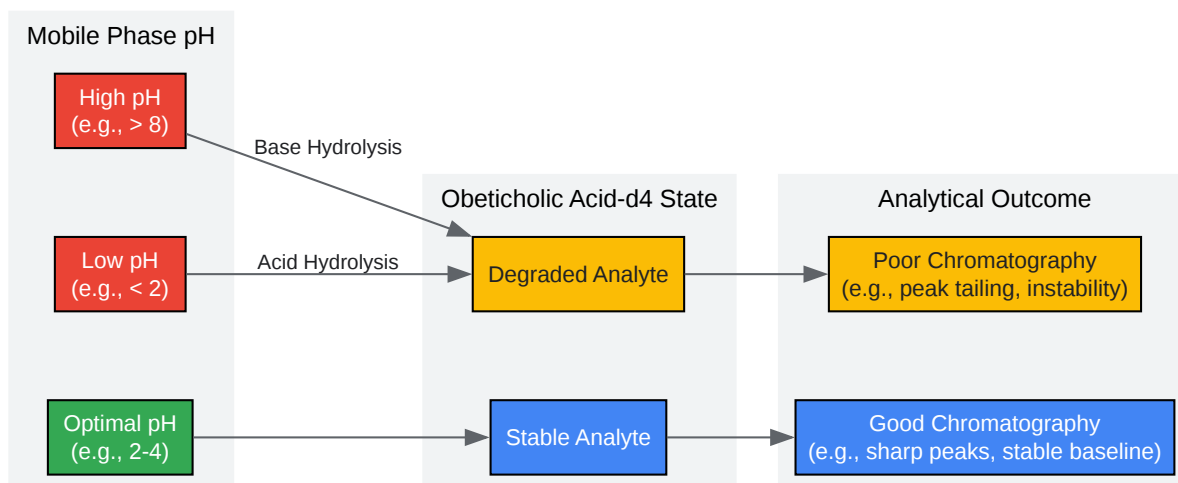 Mobile Phase pH
High pH
(e.g., > 8)
Base Hydrolysis
Low pH
(e.g., < 2)
Acid Hydrolysis
Optimal pH
(e.g., 2-4)
Obeticholic Acid-d4 State
Degraded Analyte
Stable Analyte
Analytical Outcome
Poor Chromatography
(e.g., peak tailing, instability)
Good Chromatography
(e.g., sharp peaks, stable baseline)